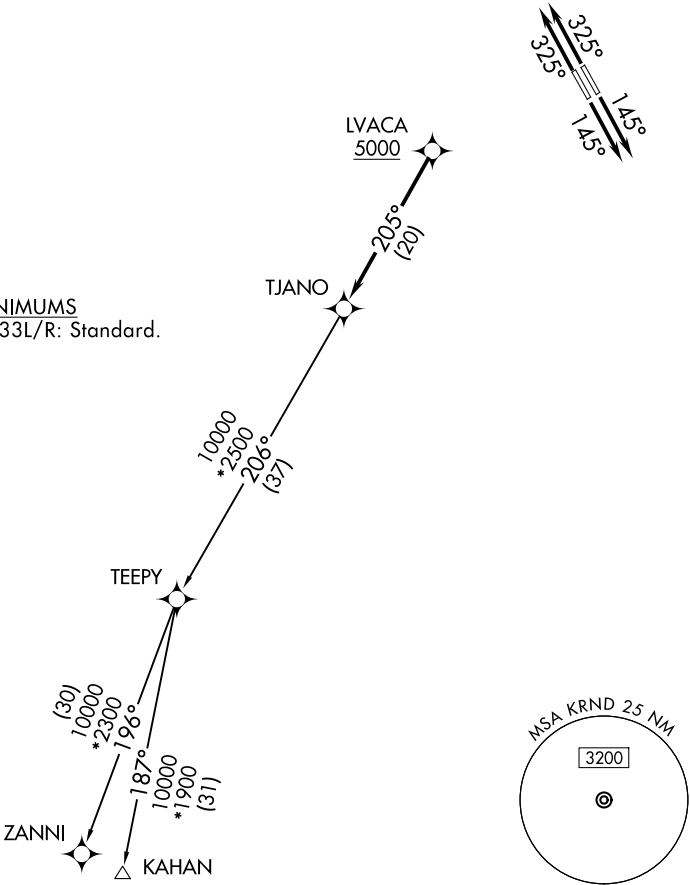 325°
325°
145°
145°
LVACA
5000
205°
(20)
TJANO
NIMUMS
33L/R: Standard.
10000
*2500
206°
(37)
TEEPY
(30)
10000
*2300
196°
187°
10000
*1900
(31)
ZANNI
KAHAN
MSA KRND 25 NM
3200